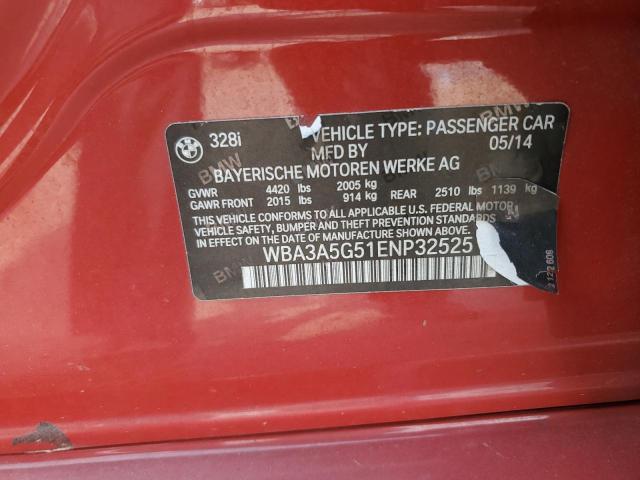 BMW
328i VEHICLE TYPE: PASSENGER CAR
MFD BY 05/14
BAYERISCHE MOTOREN WERKE AG
GVWR 4420 lbs 2005 kg
GAWR FRONT 2015 lbs 914 kg REAR 2510 lbs 1139 kg
THIS VEHICLE CONFORMS TO ALL APPLICABLE U.S. FEDERAL MOTOR
VEHICLE SAFETY, BUMPER AND THEFT PREVENTION STANDARDS
IN EFFECT ON THE DATE OF MANUFACTURE SHOWN ABOVE.
WBA3A5G51ENP32525